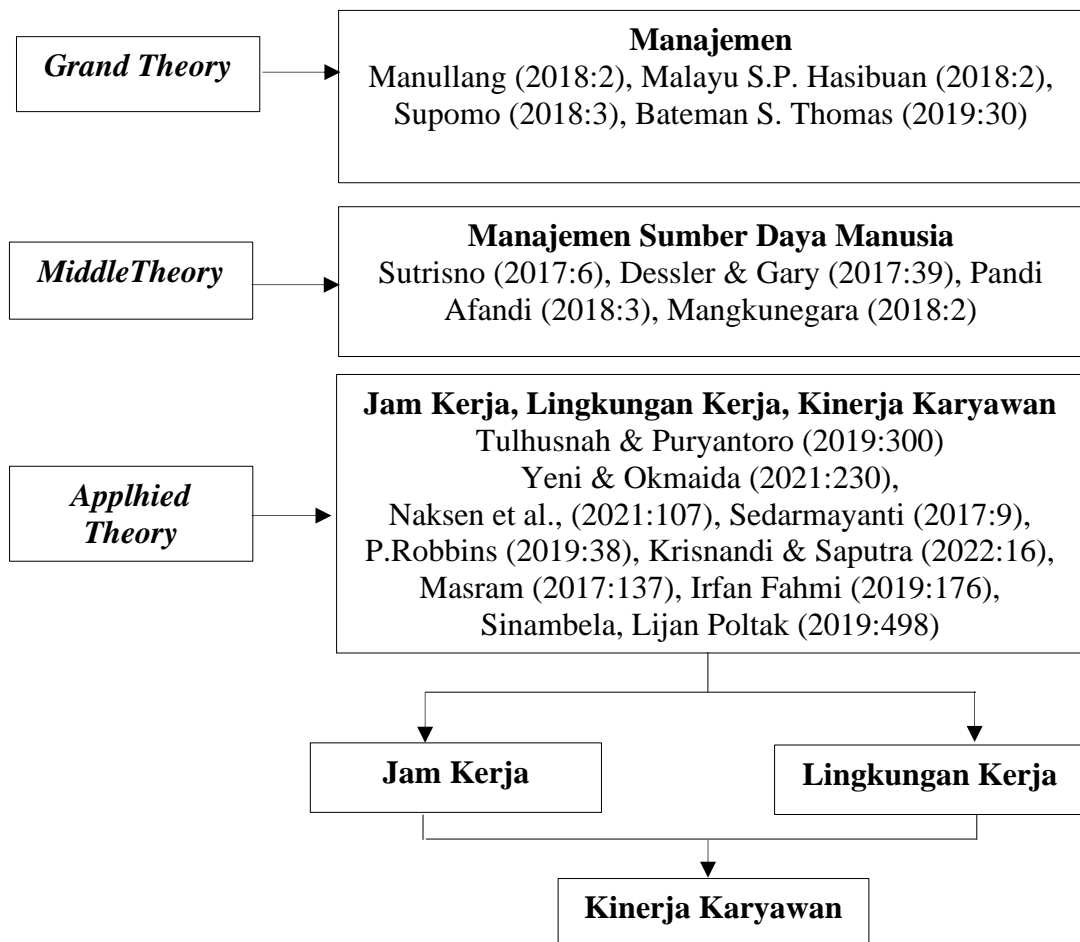 Grand Theory
Manajemen
Manullang (2018:2), Malayu S.P. Hasibuan (2018:2),
Supomo (2018:3), Bateman S. Thomas (2019:30)
MiddleTheory
Manajemen Sumber Daya Manusia
Sutrisno (2017:6), Dessler & Gary (2017:39), Pandi
Afandi (2018:3), Mangkunegara (2018:2)
Applhied
Theory
Jam Kerja, Lingkungan Kerja, Kinerja Karyawan
Tulhusnah & Puryantoro (2019:300)
Yeni & Okmaida (2021:230),
Naksen et al., (2021:107), Sedarmayanti (2017:9),
P.Robbins (2019:38), Krisnandi & Saputra (2022:16),
Masram (2017:137), Irfan Fahmi (2019:176),
Sinambela, Lijan Poltak (2019:498)
Jam Kerja
Lingkungan Kerja
Kinerja Karyawan